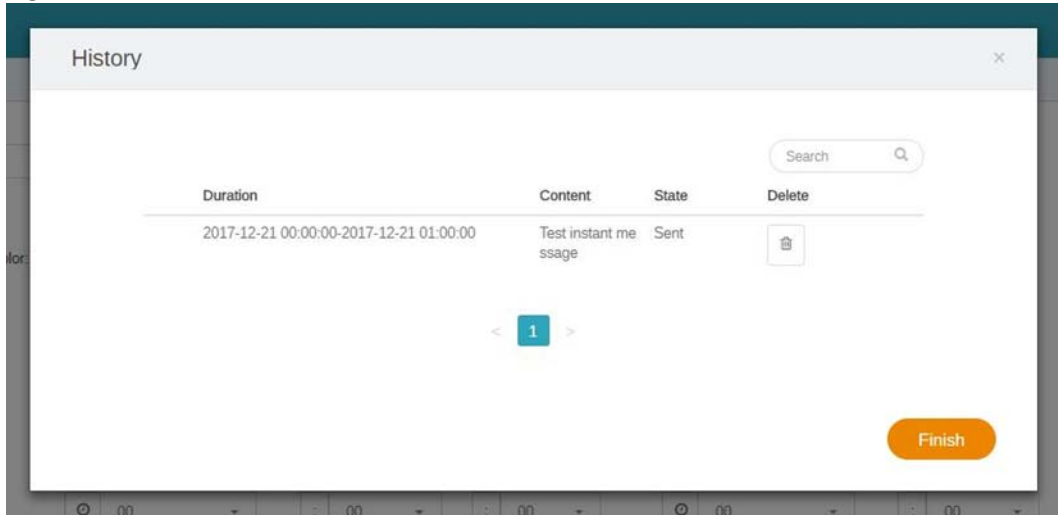 History
×
Search
Duration Content State Delete
2017-12-21 00:00:00-2017-12-21 01:00:00 Test instant me Sent
ssage
olor:
< 1 >
Finish
00 : 00 : 00 00 : 00